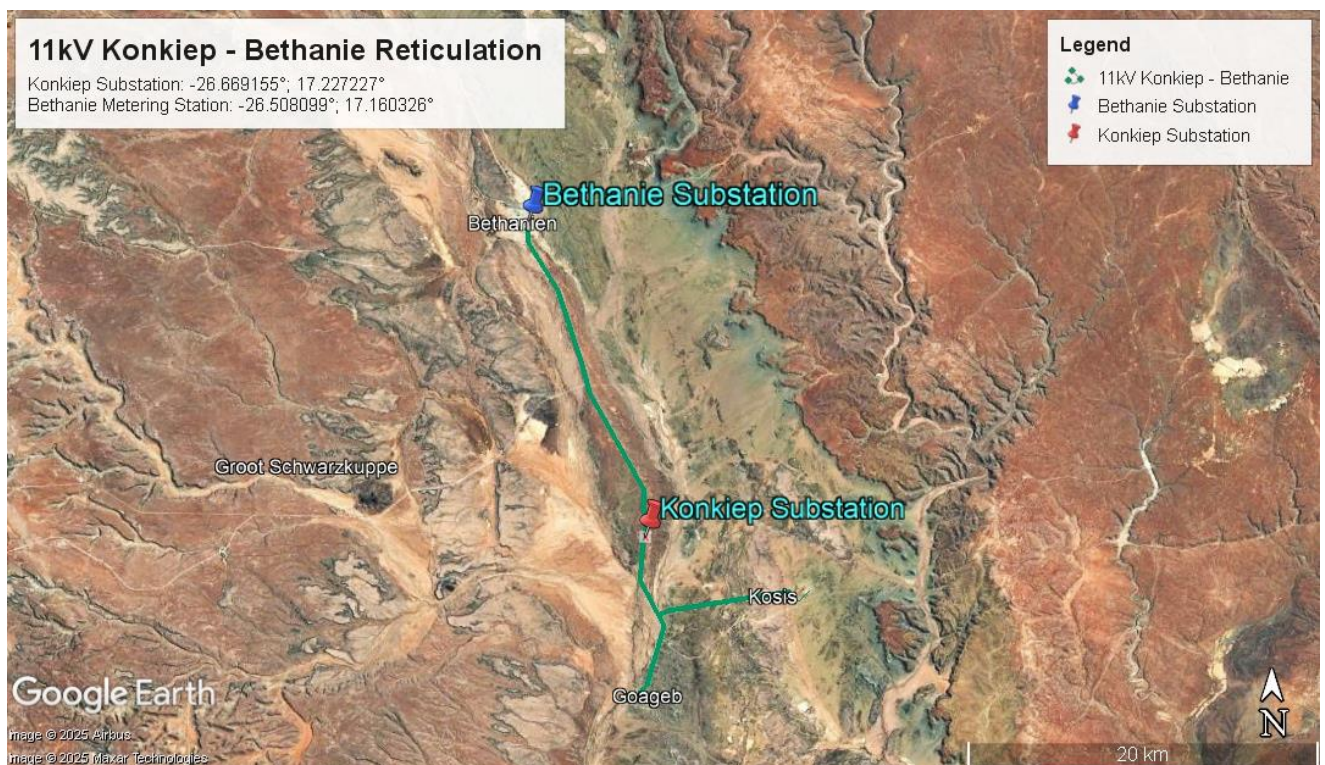 11kV Konkiep - Bethanie Reticulation
Konkiep Substation: -26.669155°; 17.227227°
Bethanie Metering Station: -26.508099°; 17.160326°
Legend
11kV Konkiep - Bethanie
Bethanie Substation
Konkiep Substation
Bethanie Substation
Bethanien
Groot Schwarzkuppe
Konkiep Substation
Kosis
Goageb
Google Earth
Image © 2025 Airbus
Image © 2025 Maxar Technologies
20 km
N